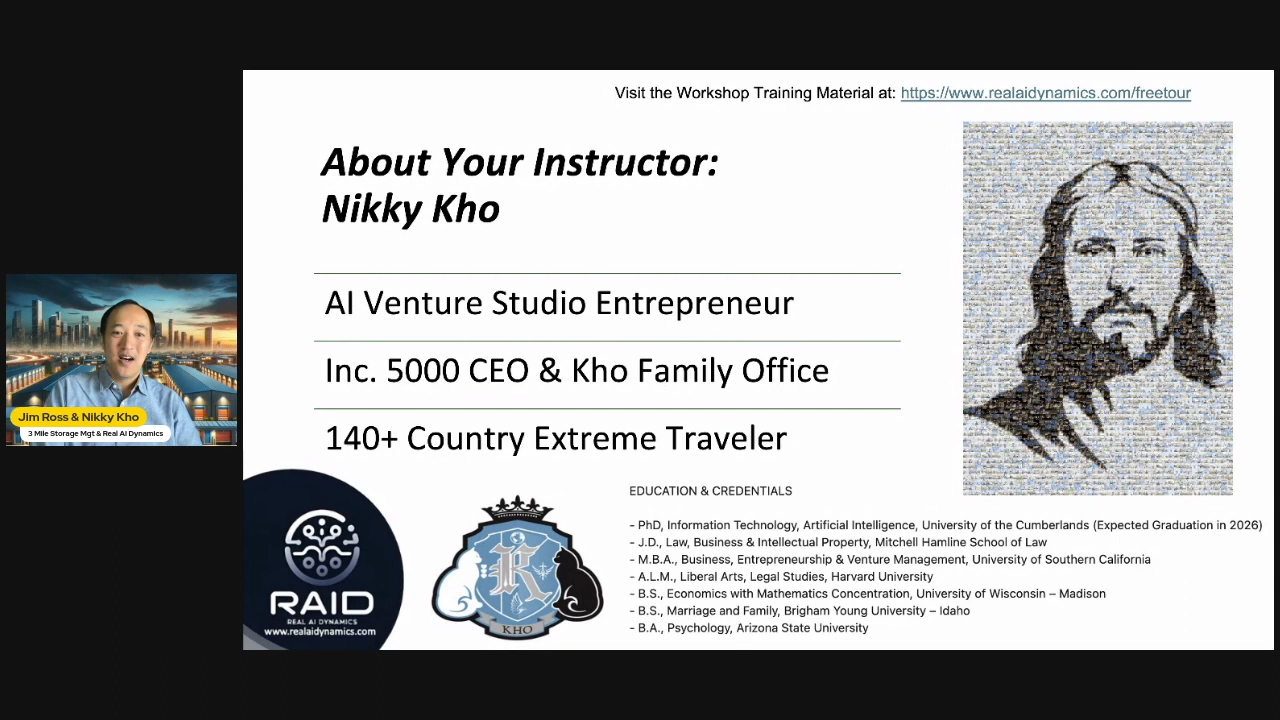 Visit the Workshop Training Material at: https://www.realaidynamics.com/freetour
About Your Instructor:
Nikky Kho
AI Venture Studio Entrepreneur
Inc. 5000 CEO & Kho Family Office
140+ Country Extreme Traveler
Jim Ross & Nikky Kho
3 Mile Storage Mgt & Real AI Dynamics
RAID
REAL AI DYNAMICS
www.realaidynamics.com
K
KHO
EDUCATION & CREDENTIALS
- PhD, Information Technology, Artificial Intelligence, University of the Cumberlands (Expected Graduation in 2026)
- J.D., Law, Business & Intellectual Property, Mitchell Hamline School of Law
- M.B.A., Business, Entrepreneurship & Venture Management, University of Southern California
- A.L.M., Liberal Arts, Legal Studies, Harvard University
- B.S., Economics with Mathematics Concentration, University of Wisconsin – Madison
- B.S., Marriage and Family, Brigham Young University – Idaho
- B.A., Psychology, Arizona State University